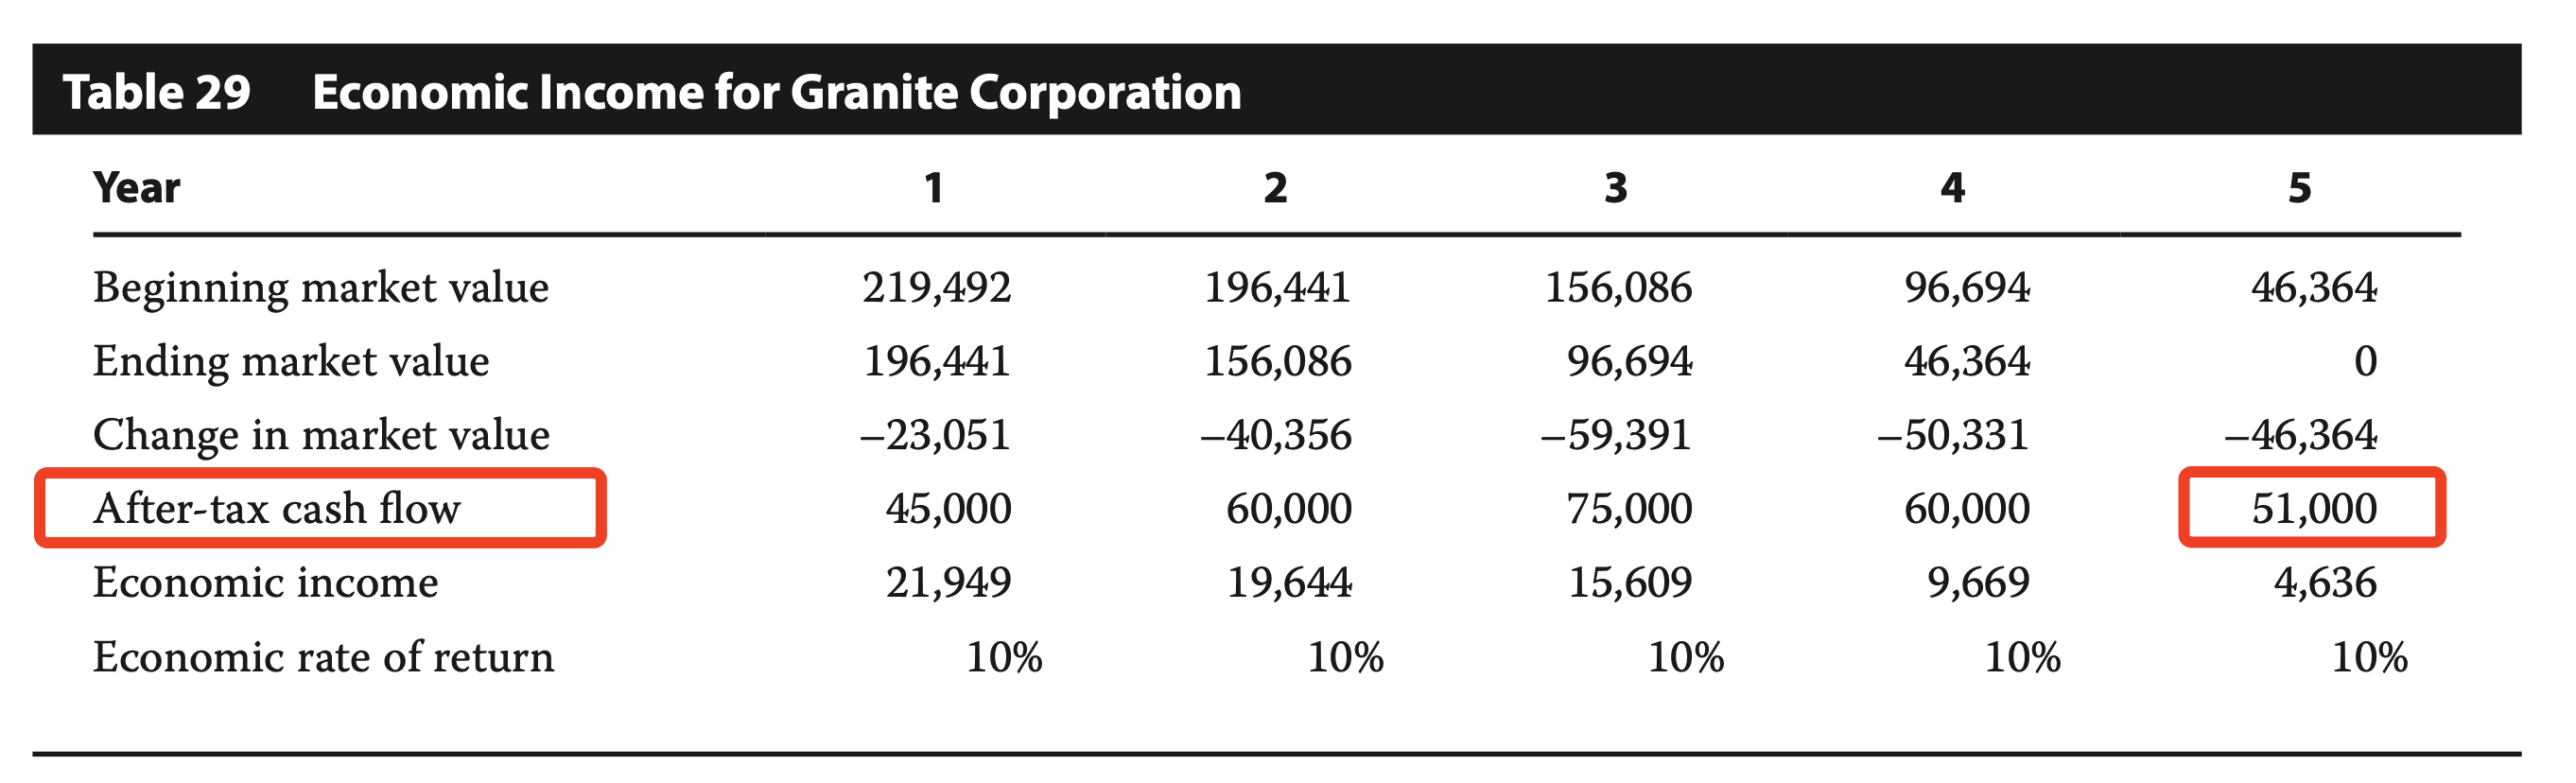 Table 29 Economic Income for Granite Corporation
Year 1 2 3 4 5
Beginning market value 219,492 196,441 156,086 96,694 46,364
Ending market value 196,441 156,086 96,694 46,364 0
Change in market value –23,051 –40,356 –59,391 –50,331 –46,364
After-tax cash flow 45,000 60,000 75,000 60,000 51,000
Economic income 21,949 19,644 15,609 9,669 4,636
Economic rate of return 10% 10% 10% 10% 10%